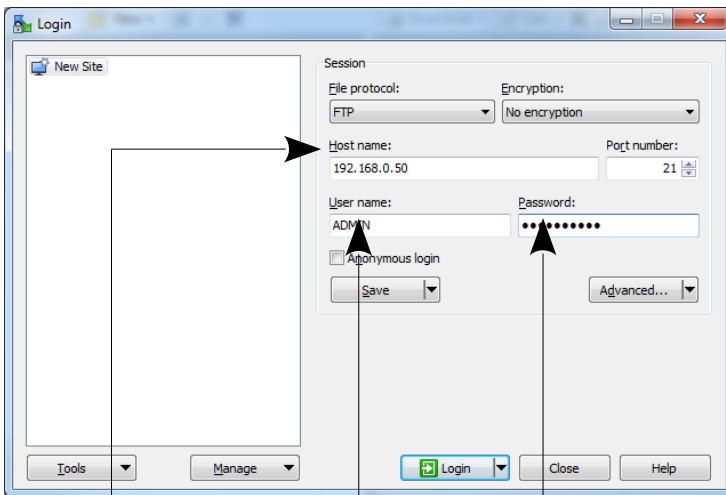 Login
New Site
Session
File protocol:
Encryption:
FTP
No encryption
Host name:
Port number:
192.168.0.50
21
User name:
Password:
ADMIN
••••••••••
Anonymous login
Save
Advanced...
Tools
Manage
Login
Close
Help